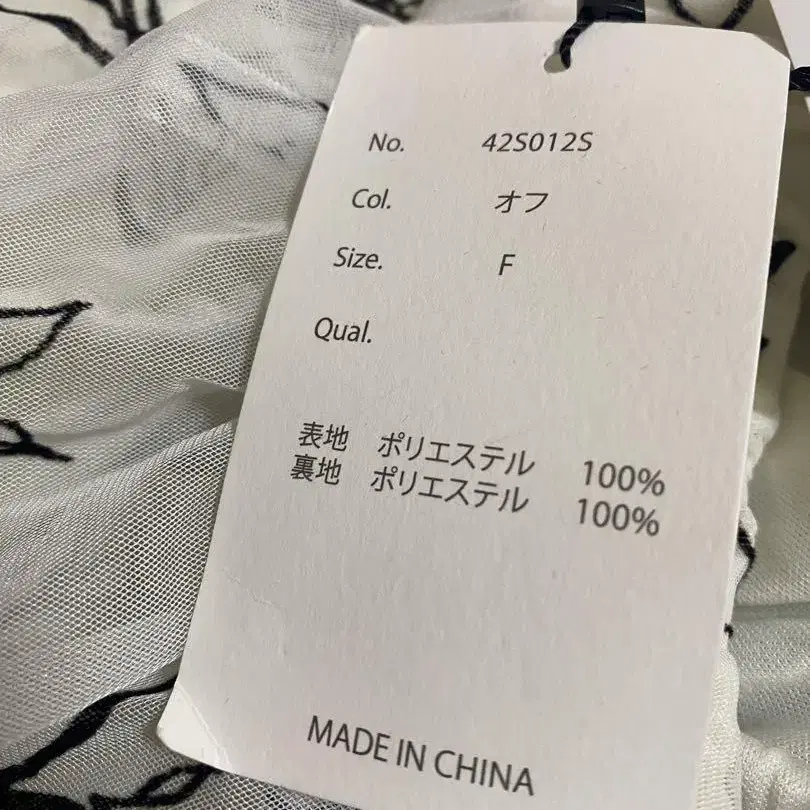 No. 42S012S
Col. オフ
Size. F
Qual.
表地 ポリエステル 100%
裏地 ポリエステル 100%
MADE IN CHINA